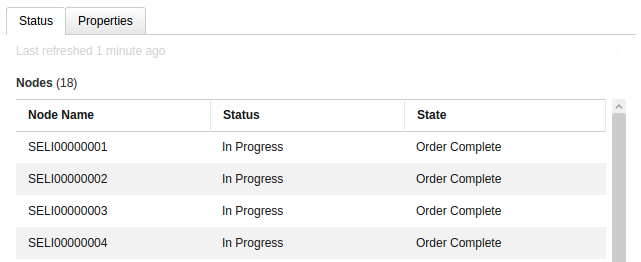 Status Properties
Last refreshed 1 minute ago
Nodes (18)
Node Name Status State
SELI00000001 In Progress Order Complete
SELI00000002 In Progress Order Complete
SELI00000003 In Progress Order Complete
SELI00000004 In Progress Order Complete